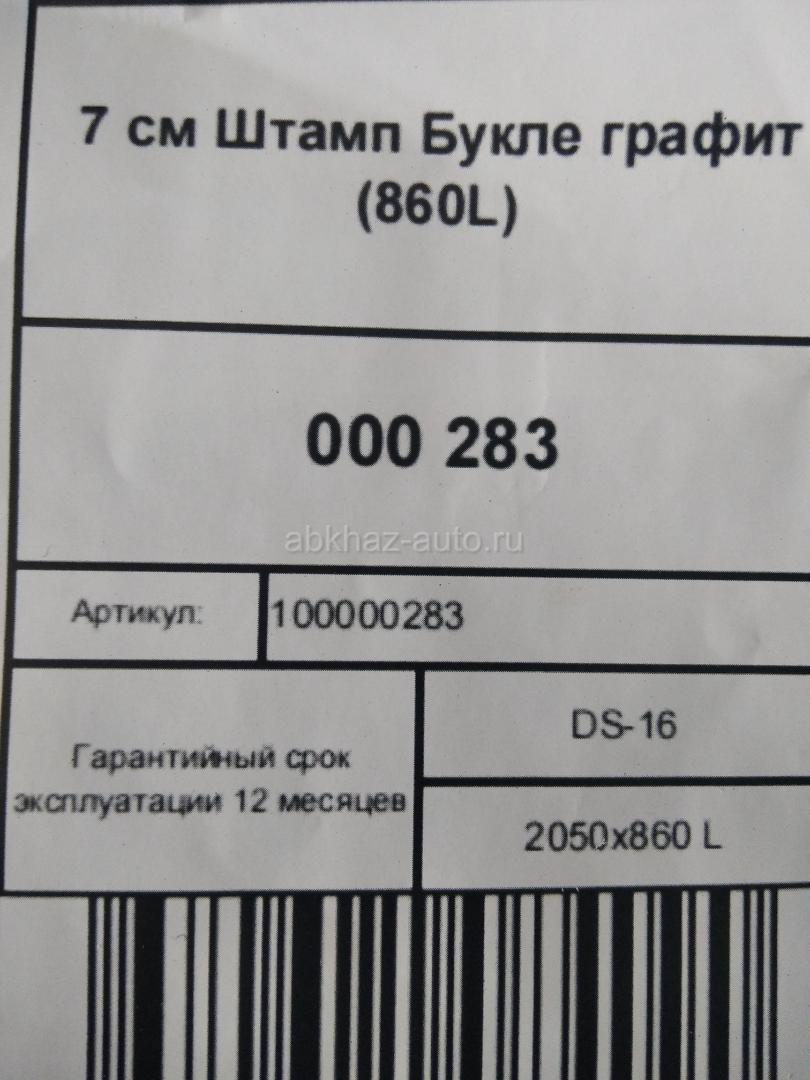 7 см Штамп Букле графит
(860L)
000 283
abkhaz-auto.ru
Артикул:
100000283
Гарантийный срок
эксплуатации 12 месяцев
DS-16
2050x860 L